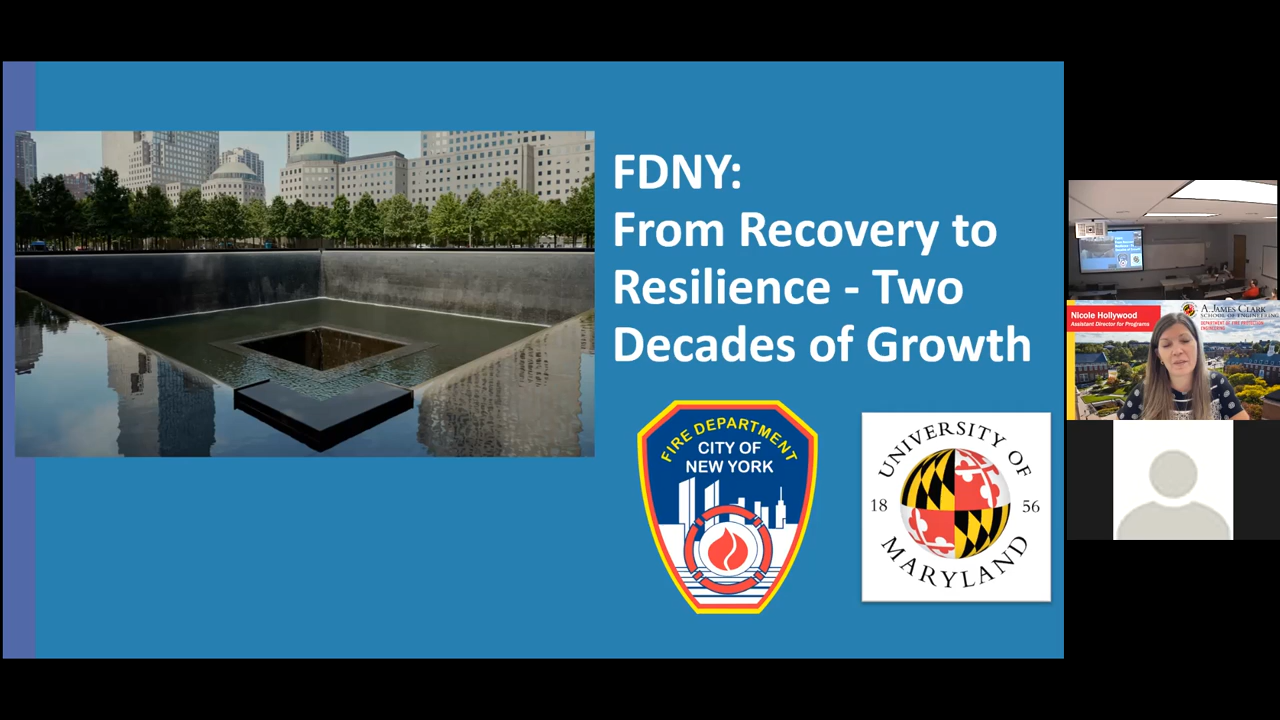 FDNY:
From Recovery to
Resilience - Two
Decades of Growth
FIRE DEPARTMENT
CITY OF
NEW YORK
UNIVERSITY OF
18 56
MARYLAND
Nicole Hollywood
Assistant Director for Programs
A. JAMES CLARK
SCHOOL OF ENGINEERING
DEPARTMENT OF FIRE PROTECTION
ENGINEERING